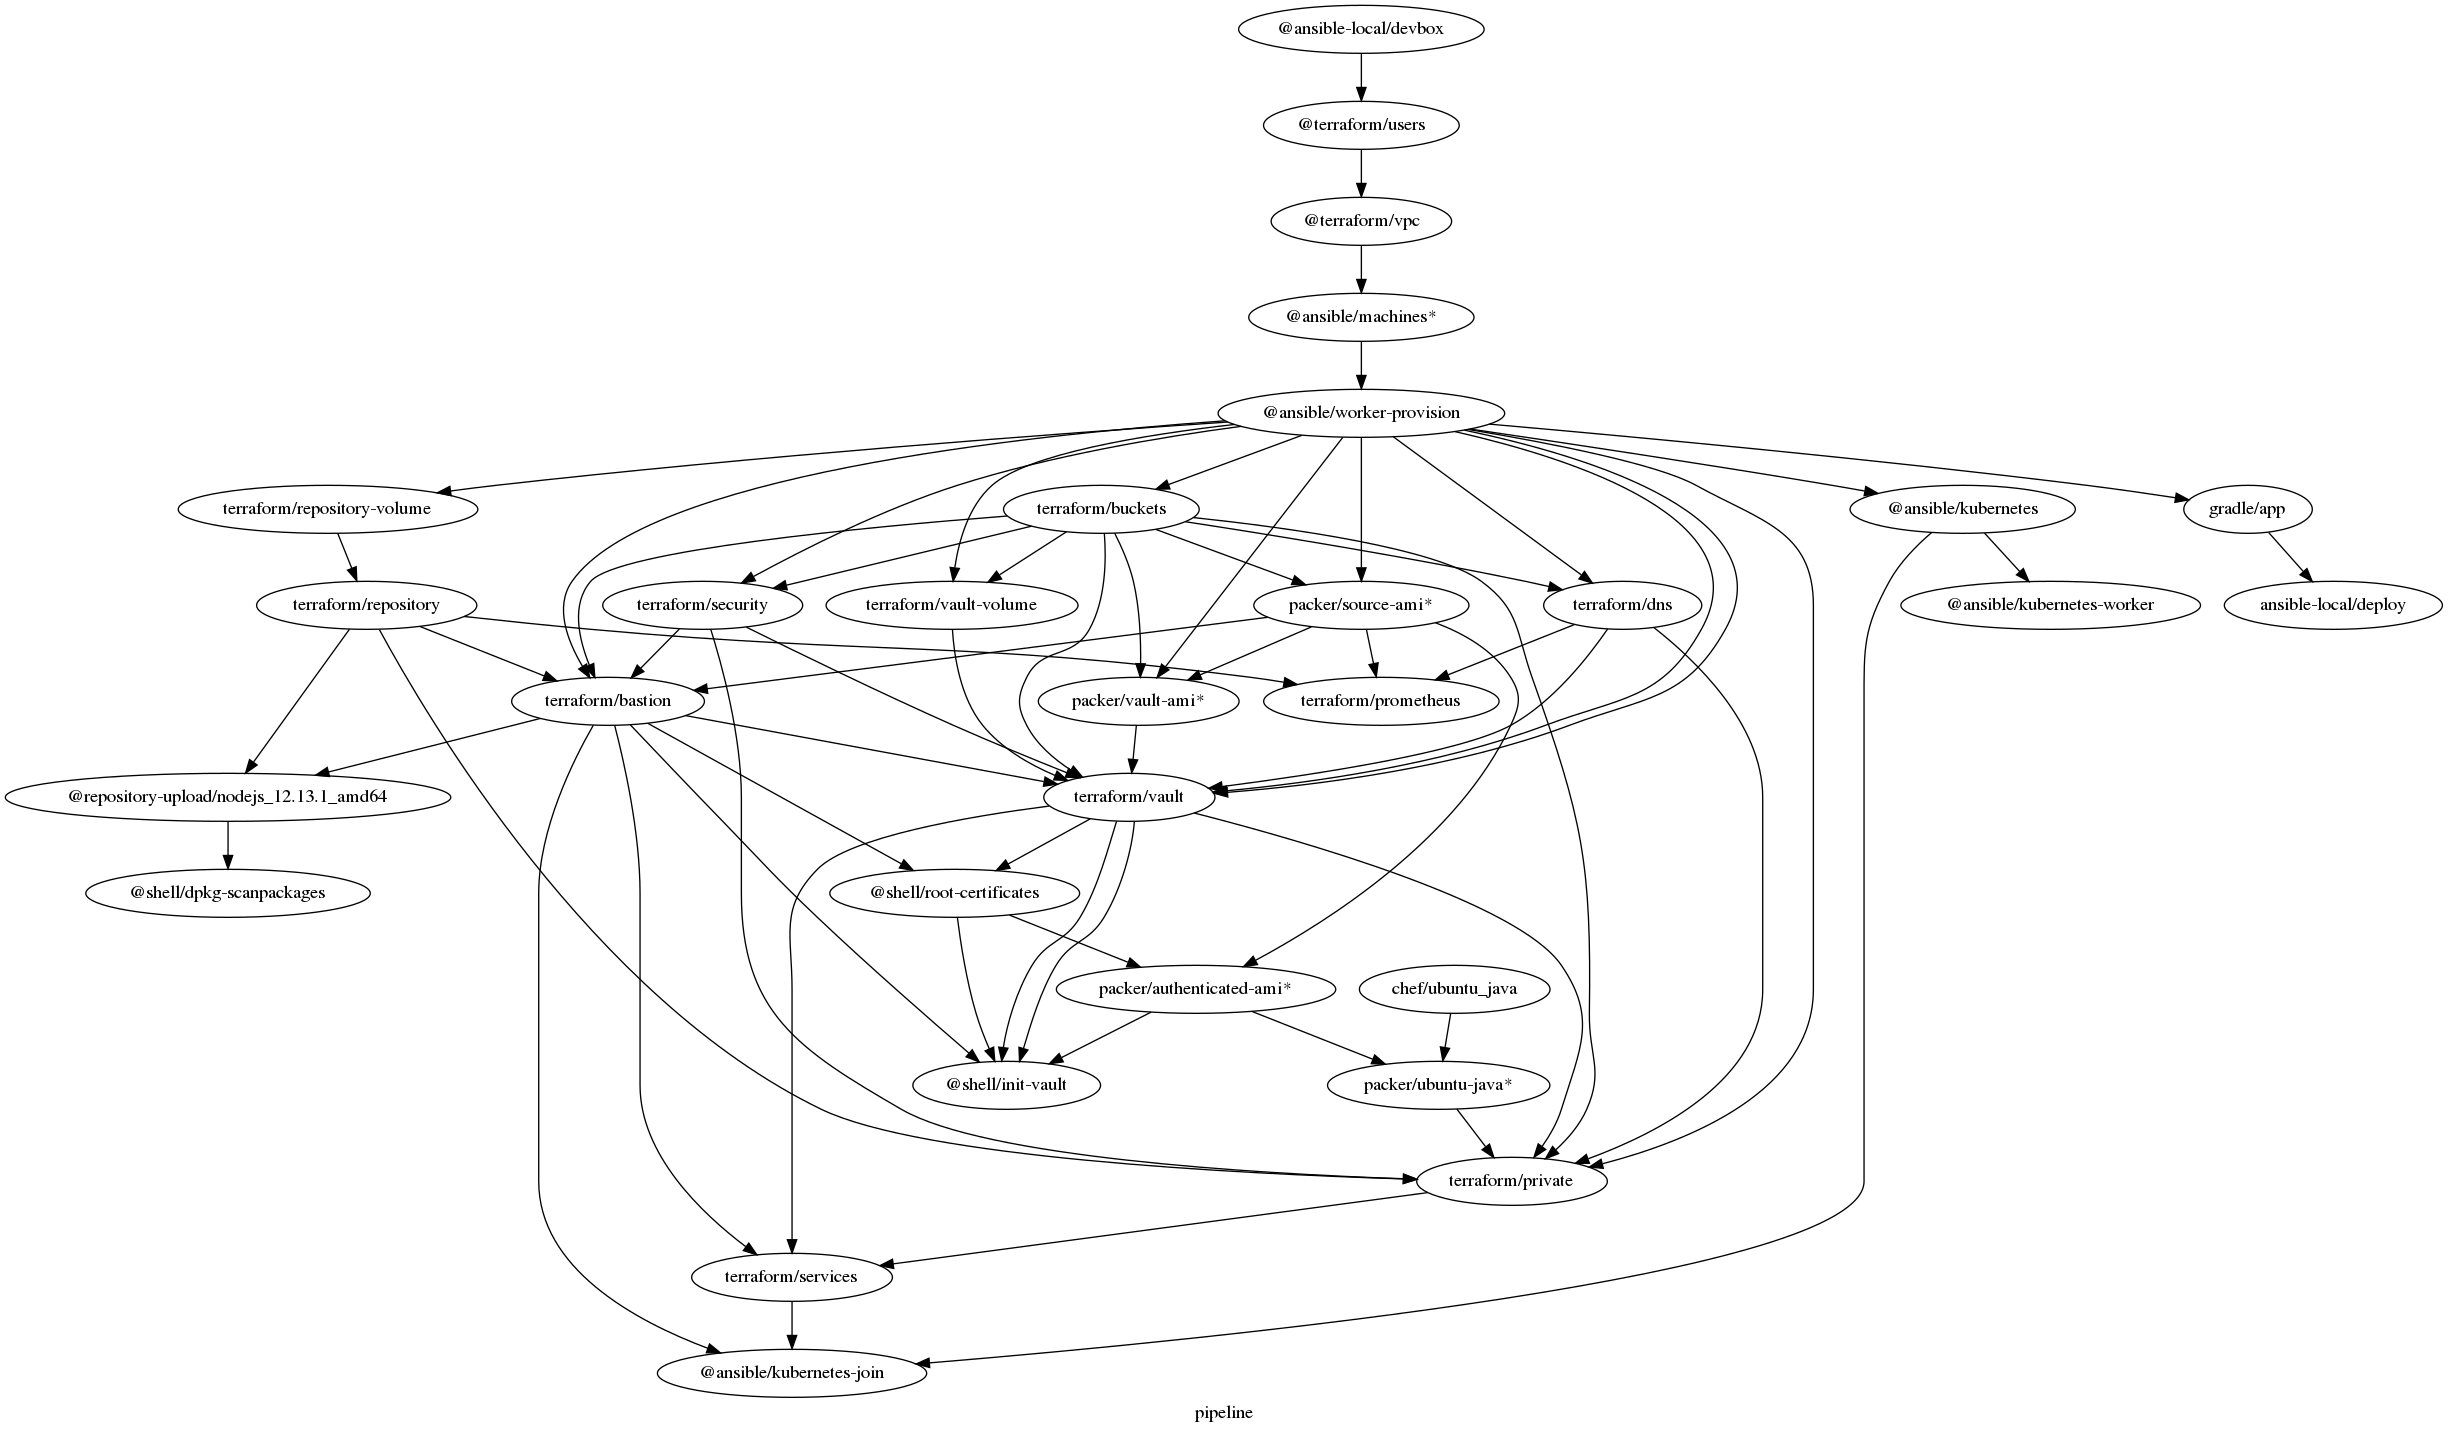 @ansible-local/devbox
@terraform/users
@terraform/vpc
@ansible/machines*
@ansible/worker-provision
terraform/repository-volume
terraform/buckets
@ansible/kubernetes
gradle/app
terraform/repository
terraform/security
terraform/vault-volume
packer/source-ami*
terraform/dns
@ansible/kubernetes-worker
ansible-local/deploy
terraform/bastion
packer/vault-ami*
terraform/prometheus
@repository-upload/nodejs_12.13.1_amd64
terraform/vault
@shell/dpkg-scanpackages
@shell/root-certificates
packer/authenticated-ami*
chef/ubuntu_java
@shell/init-vault
packer/ubuntu-java*
terraform/private
terraform/services
@ansible/kubernetes-join
pipeline